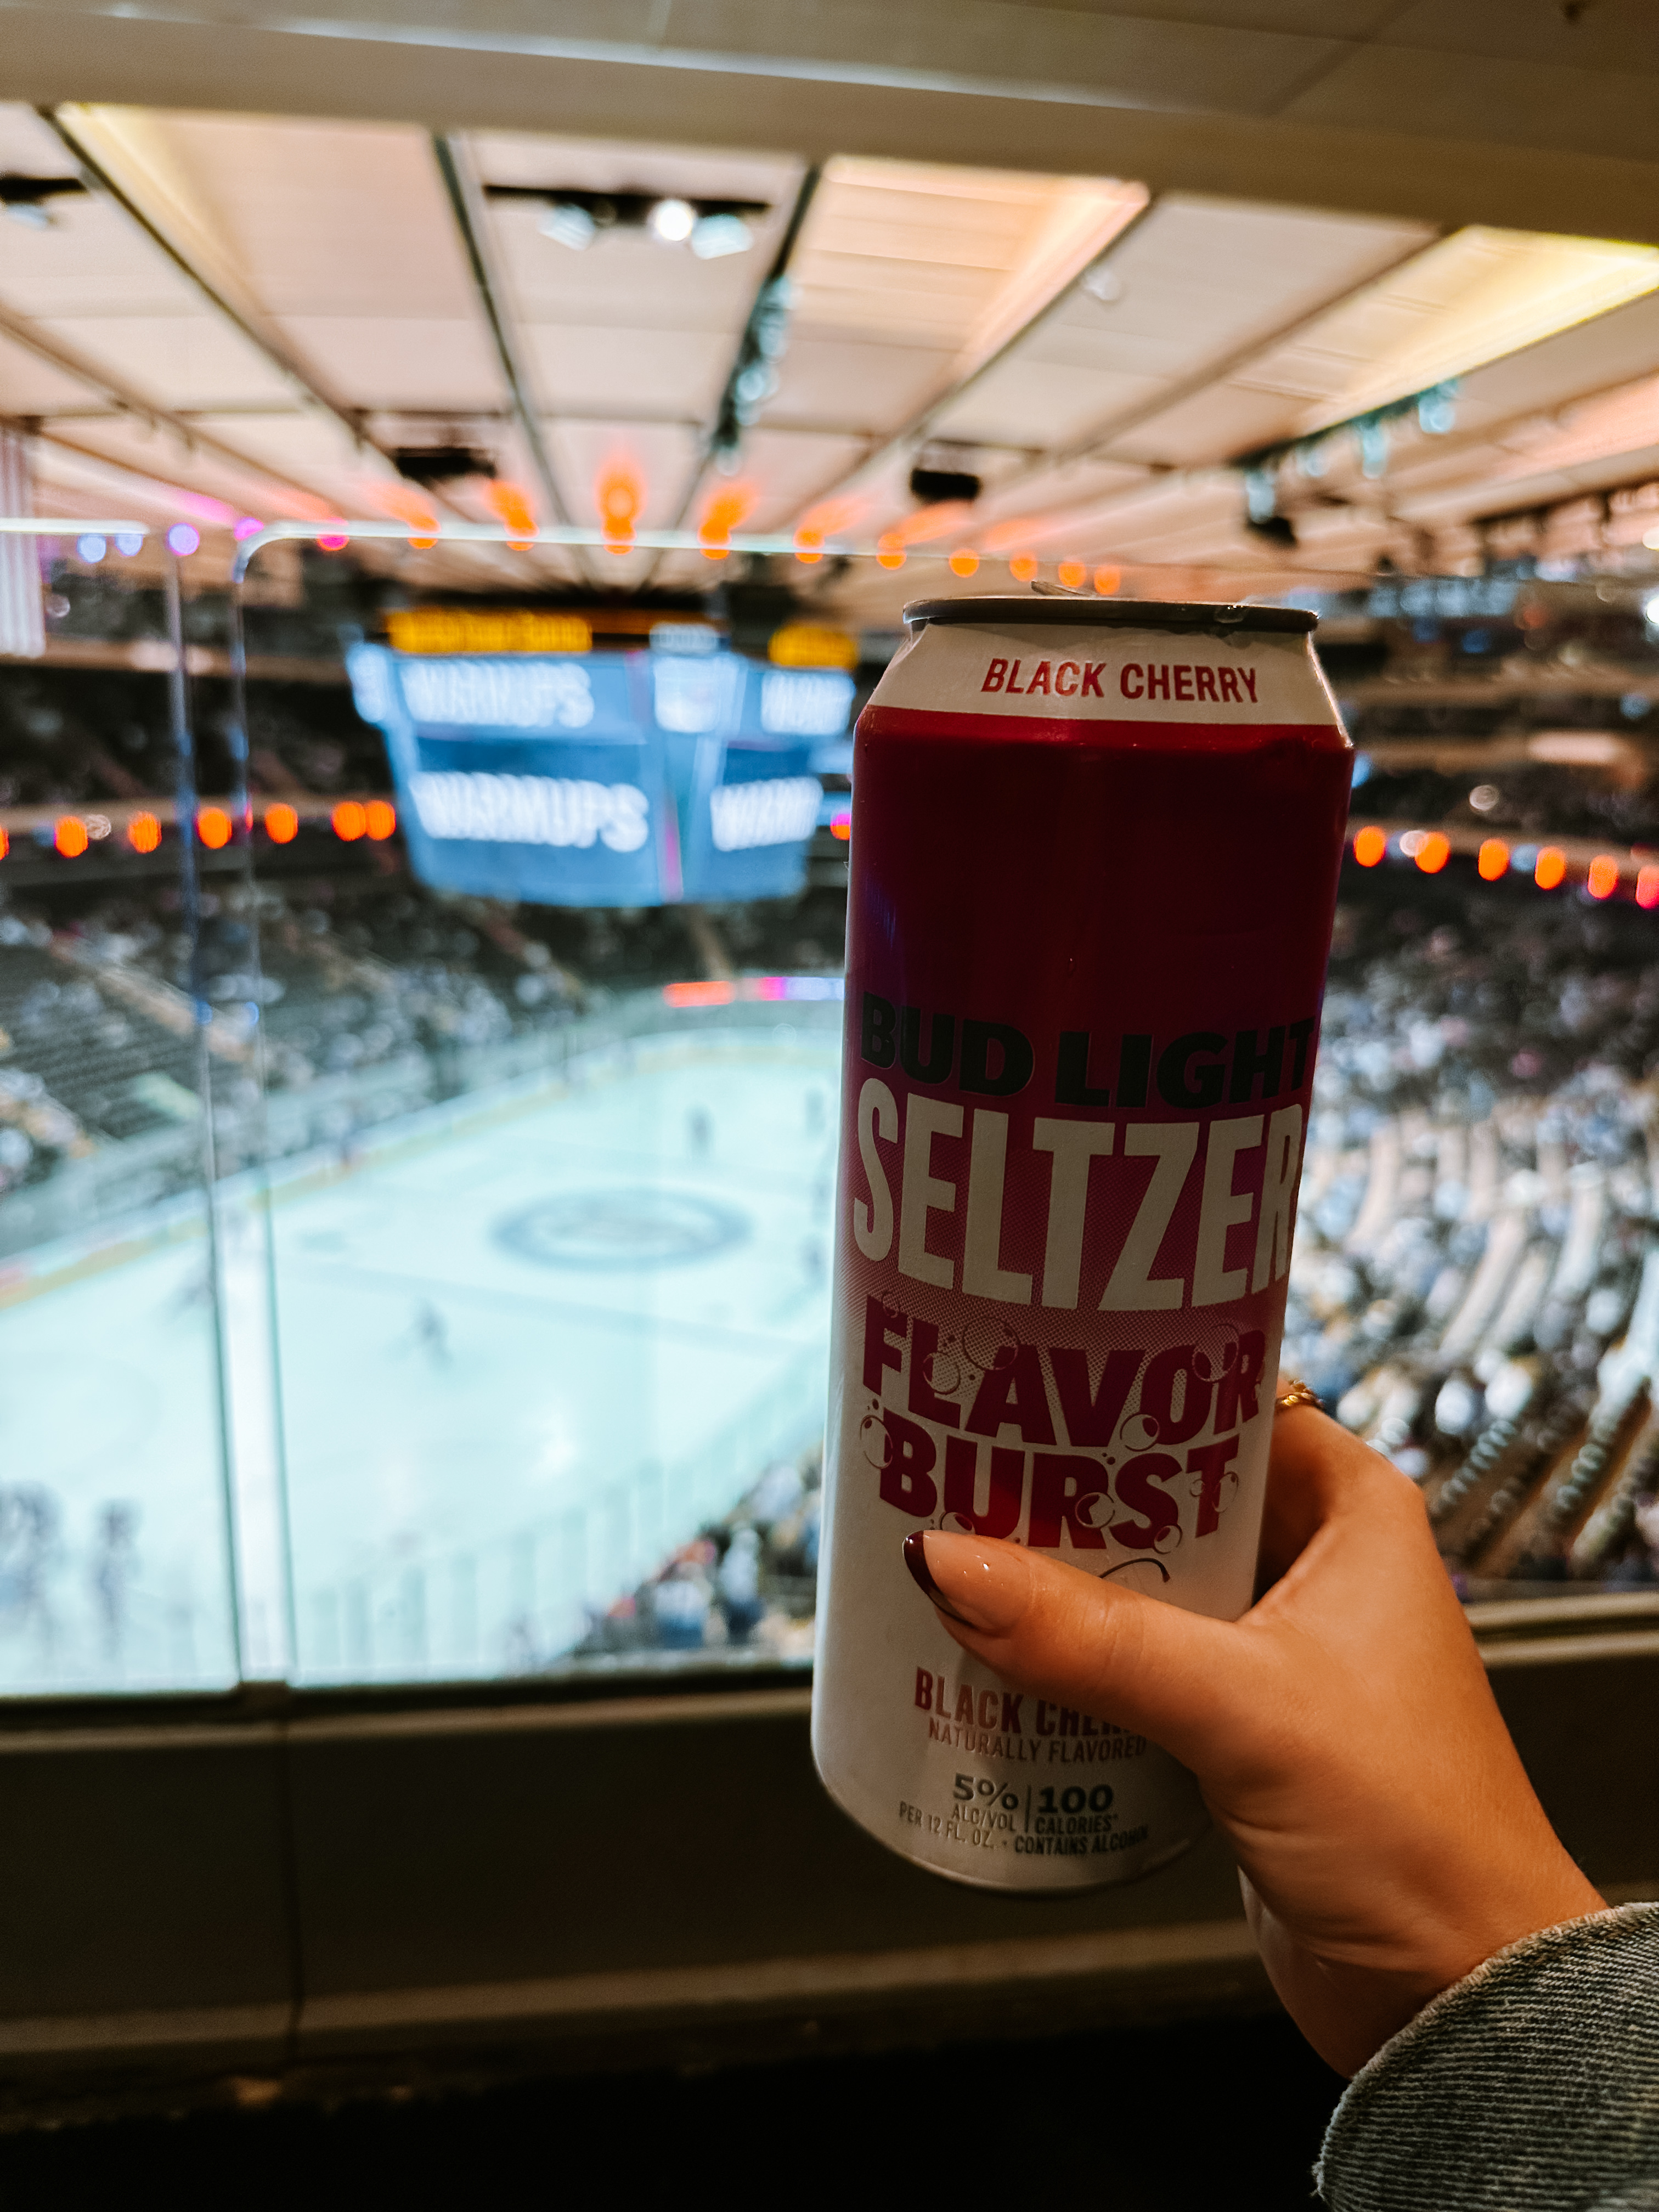 WARMUPS
WARMUPS
BLACK CHERRY
BUD LIGHT
SELTZER
FLAVOR
BURST
BLACK
NATURALLY FLAVORED
5% 100
ALC/VOL CALORIES*
PER 12 FL. OZ. • CONTAINS ALCOHOL